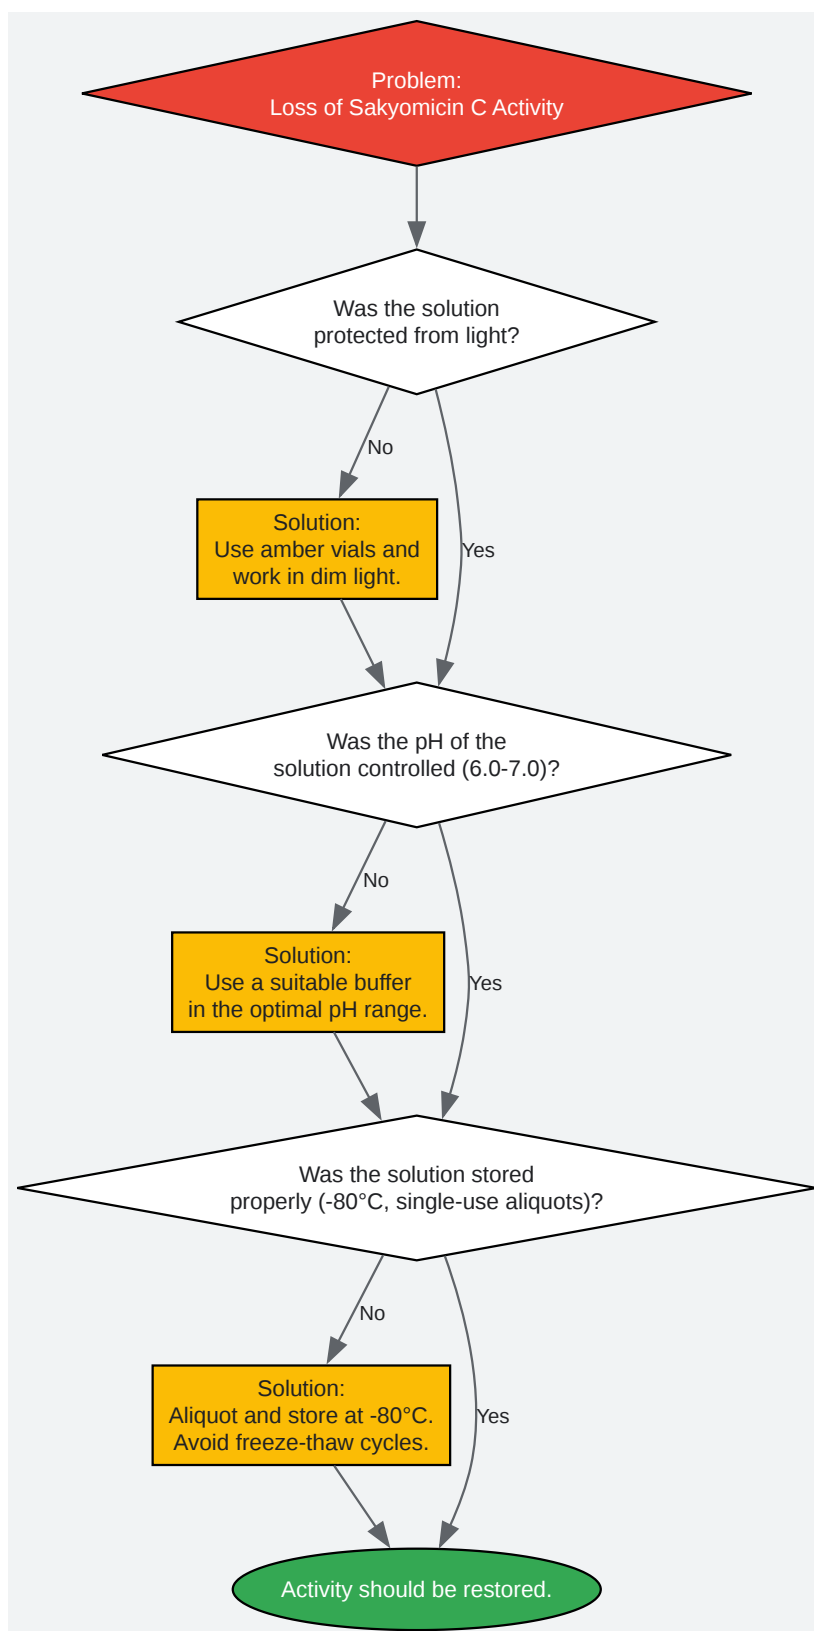 Problem:
Loss of Sakyomicin C Activity
Was the solution
protected from light?
No
Solution:
Use amber vials and
work in dim light.
Yes
Was the pH of the
solution controlled (6.0-7.0)?
No
Solution:
Use a suitable buffer
in the optimal pH range.
Yes
Was the solution stored
properly (-80°C, single-use aliquots)?
No
Solution:
Aliquot and store at -80°C.
Avoid freeze-thaw cycles.
Yes
Activity should be restored.